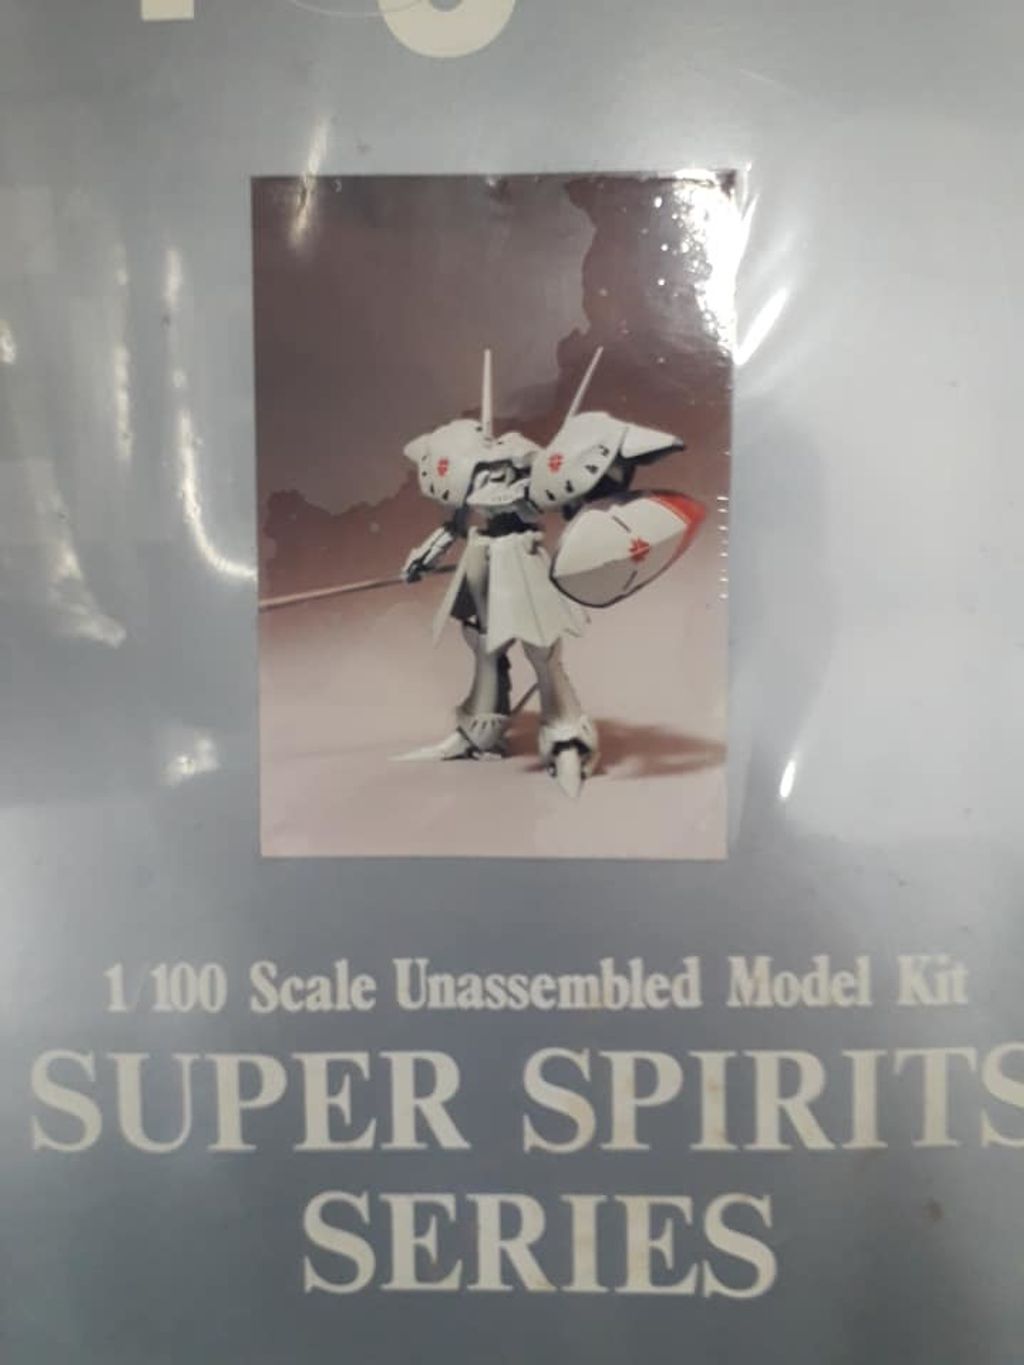 1/100 Scale Unassembled Model Kit
SUPER SPIRITS
SERIES